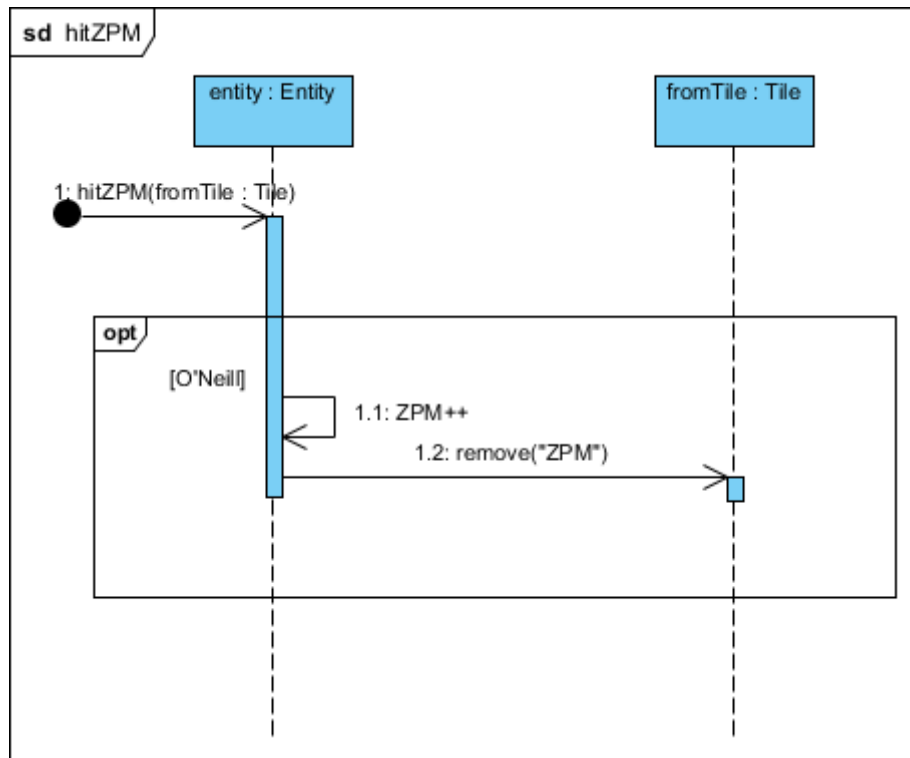 sd hitZPM
entity : Entity
fromTile : Tile
1: hitZPM(fromTile : Tile)
opt
[O"Neill]
1.1: ZPM++
1.2: remove("ZPM")